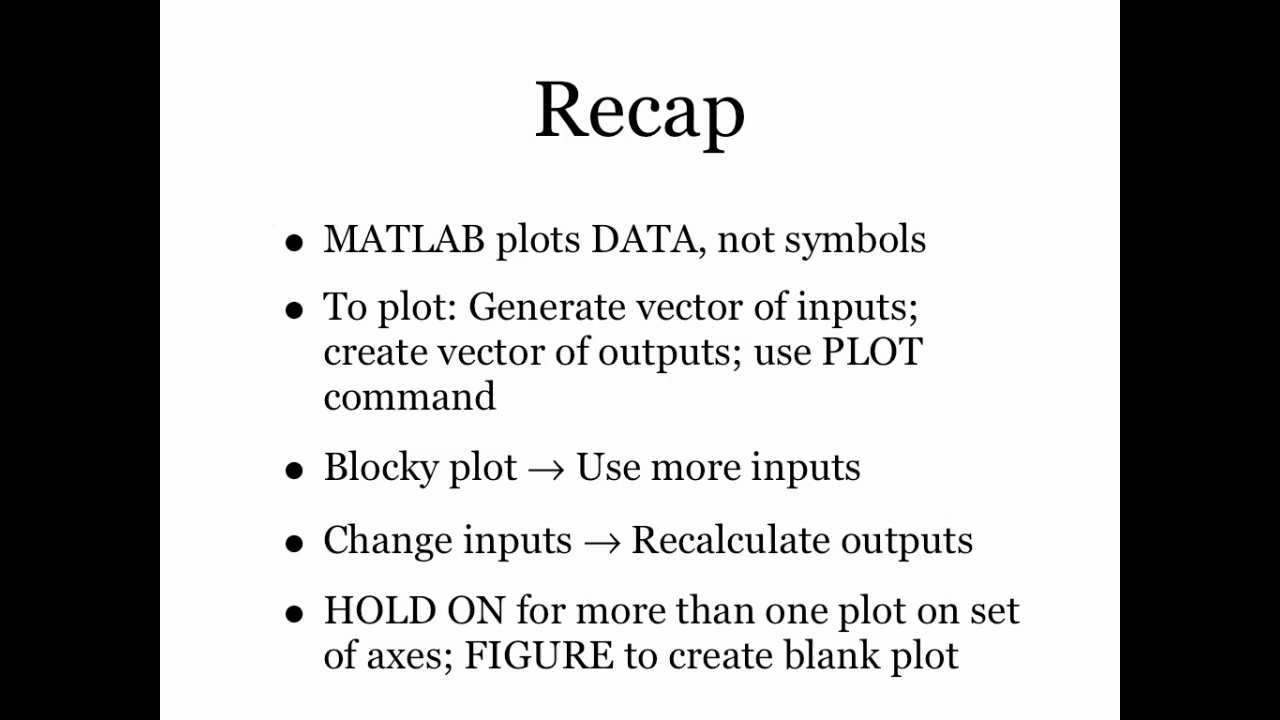 Recap
• MATLAB plots DATA, not symbols
• To plot: Generate vector of inputs;
create vector of outputs; use PLOT
command
• Blocky plot → Use more inputs
• Change inputs → Recalculate outputs
• HOLD ON for more than one plot on set
of axes; FIGURE to create blank plot